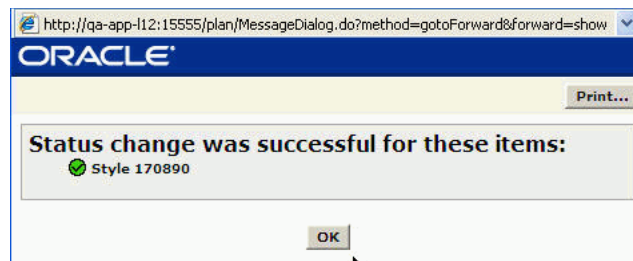 http://qa-app-l12:15555/plan/MessageDialog.do?method=gotoForward&forward=show
ORACLE
Print...
Status change was successful for these items:
Style 170890
OK